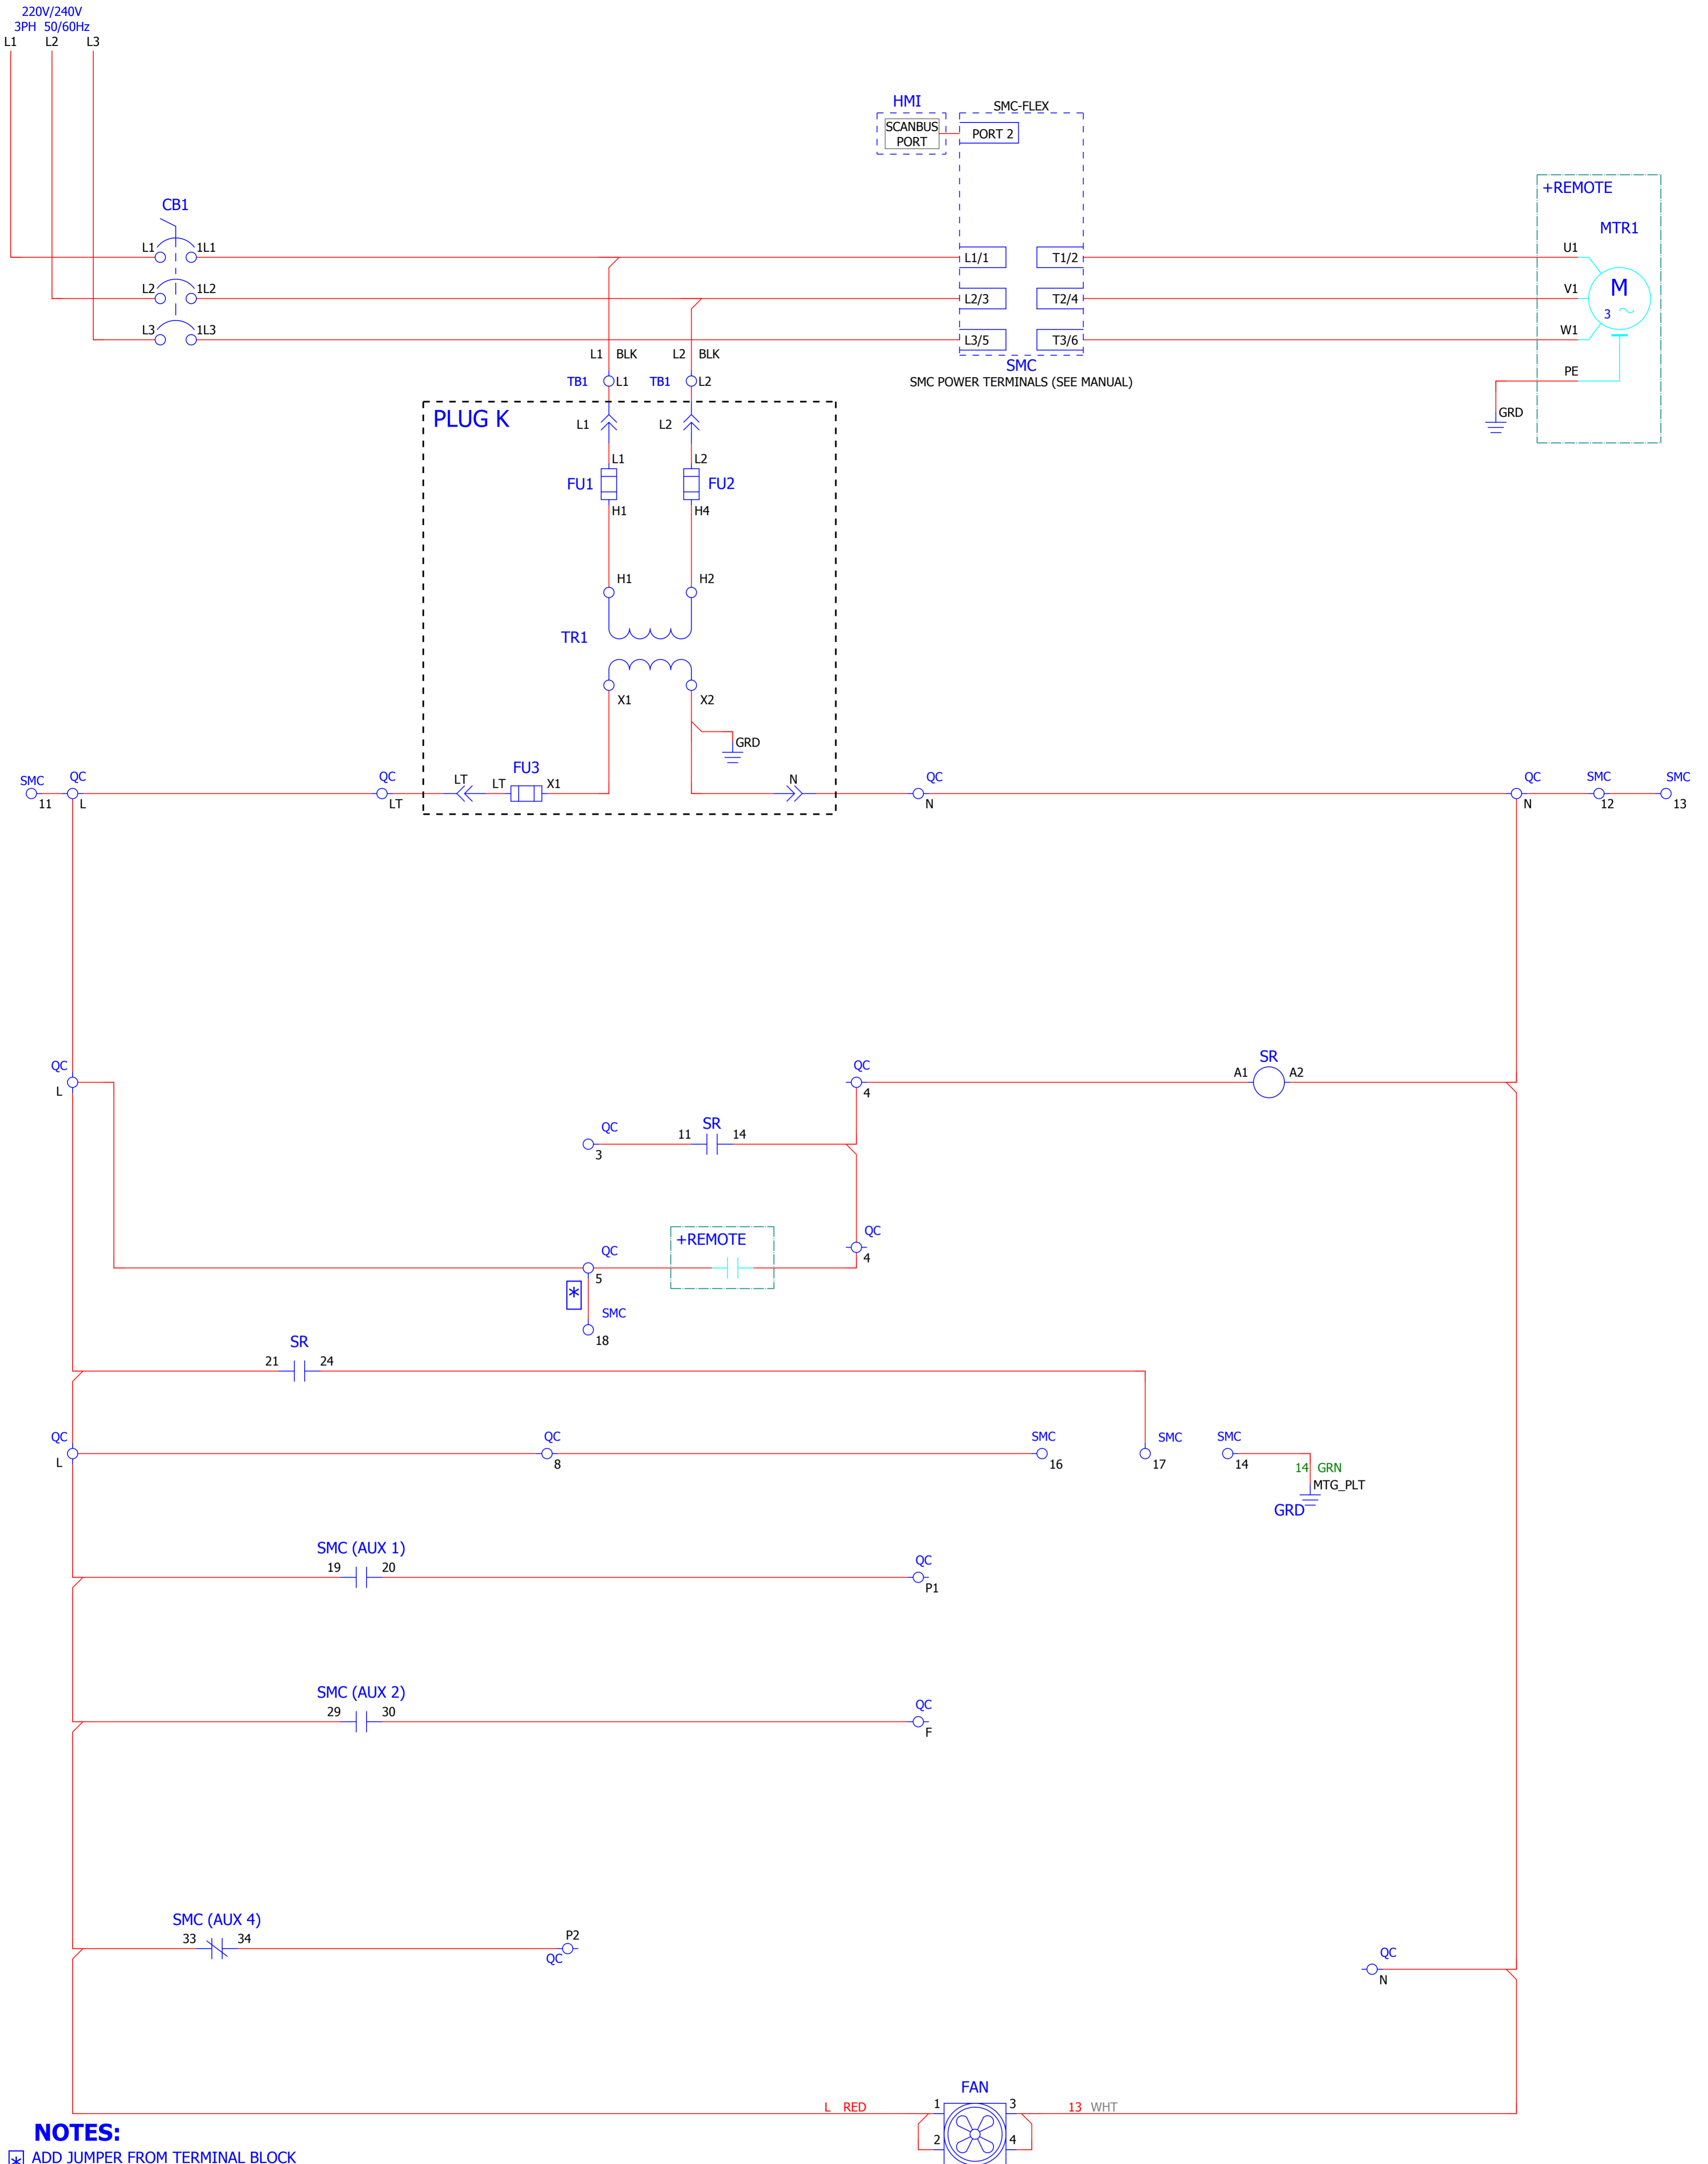 220V/240V
3PH 50/60Hz
L1 L2 L3
HMI
SMC-FLEX
SCANBUS
PORT
PORT 2
+REMOTE
CB1
MTR1
L1 1L1
L1/1 T1/2
U1
L2 1L2
L2/3 T2/4
V1
M
3
L3 1L3
L3/5 T3/6
W1
L1 BLK L2 BLK
SMC
PE
TB1 L1 TB1 L2
SMC POWER TERMINALS (SEE MANUAL)
GRD
PLUG K
L1 L2
L1 L2
FU1 FU2
H1 H4
H1 H2
TR1
X1 X2
GRD
SMC QC QC LT LT FU3 X1 N QC QC SMC SMC
11 L LT N N 12 13
QC QC SR
L 4 A1 A2
QC 11 SR 14
3
+REMOTE QC
QC 4
5
*
SMC
18
SR
21 24
QC QC SMC SMC SMC
L 8 16 17 14
14 GRN
MTG_PLT
GRD
SMC (AUX 1)
19 20 QC
P1
SMC (AUX 2)
29 30 QC
F
SMC (AUX 4)
33 34 P2
QC
QC
N
FAN
L RED 1 3 13 WHT
2 4
NOTES:
* ADD JUMPER FROM TERMINAL BLOCK